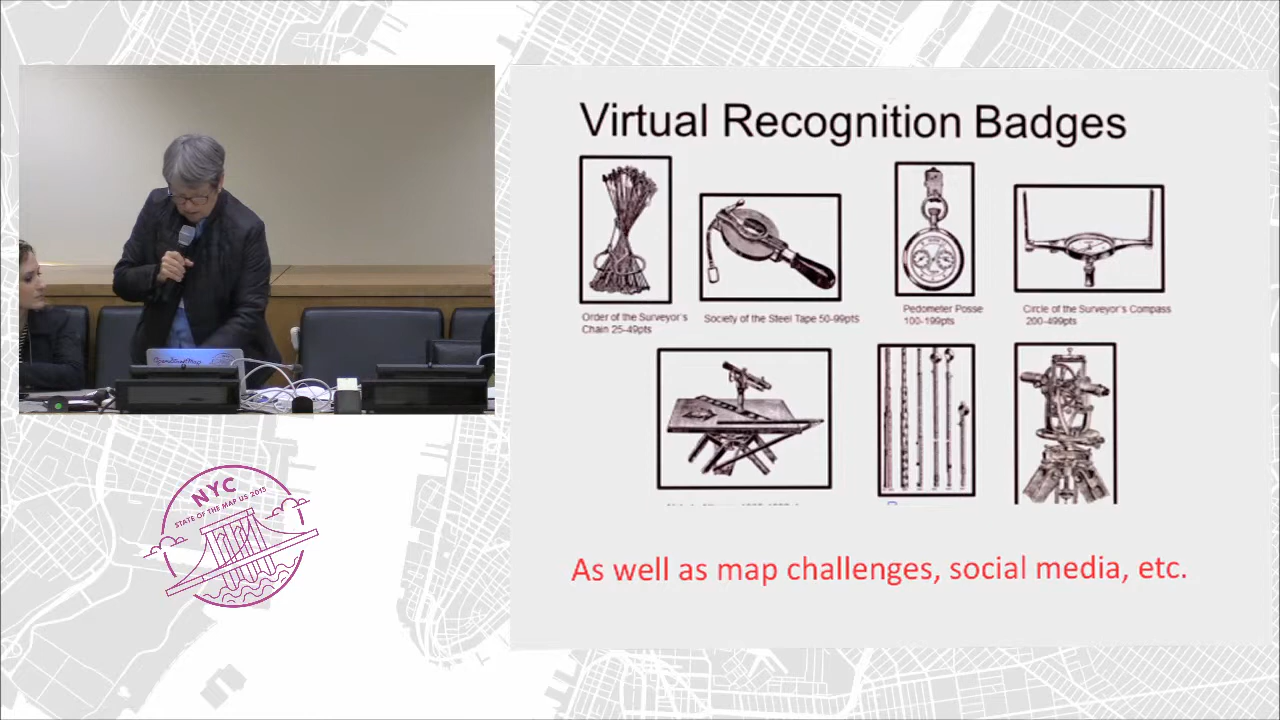 Virtual Recognition Badges
Order of the Surveyor's
Chain 25-49pts
Society of the Steel Tape 50-99pts
Pedometer Posse
100-199pts
Circle of the Surveyor's Compass
200-499pts
As well as map challenges, social media, etc.
OpenStreetMap
NYC
STATE OF THE MAP US 2015